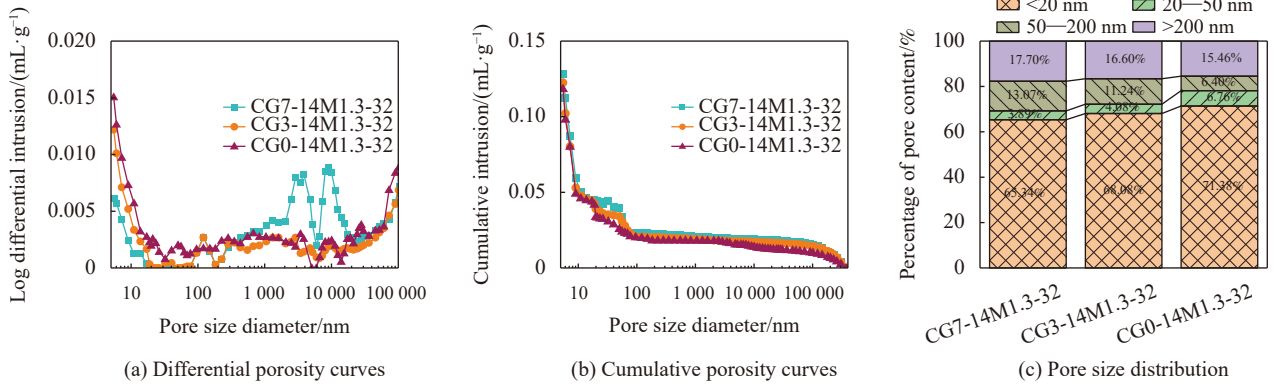 Log differential intrusion/(mL·g⁻¹)
0.020
0.015
0.010
0.005
0
CG7-14M1.3-32
CG3-14M1.3-32
CG0-14M1.3-32
10 100 1 000 10 000 100 000
Pore size diameter/nm
(a) Differential porosity curves
Cumulative intrusion/(mL·g⁻¹)
0.15
0.10
0.05
0
CG7-14M1.3-32
CG3-14M1.3-32
CG0-14M1.3-32
10 100 1 000 10 000 100 000
Pore size diameter/nm
(b) Cumulative porosity curves
<20 nm 20—50 nm
50—200 nm >200 nm
Percentage of pore content/%
100
80
60
40
20
0
17.70% 16.60% 15.46%
13.07% 11.24% 6.40%
3.89% 4.08% 6.76%
65.34% 68.08% 71.38%
CG7-14M1.3-32
CG3-14M1.3-32
CG0-14M1.3-32
(c) Pore size distribution